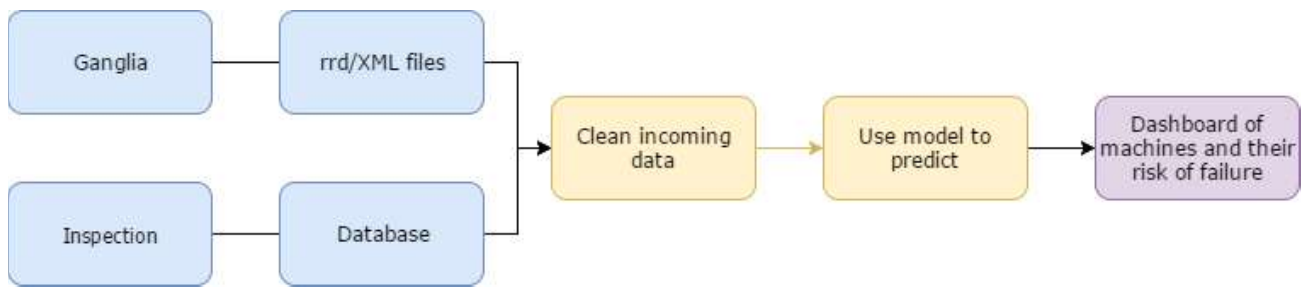 Ganglia
rrd/XML files
Clean incoming
data
Use model to
predict
Dashboard of
machines and their
risk of failure
Inspection
Database